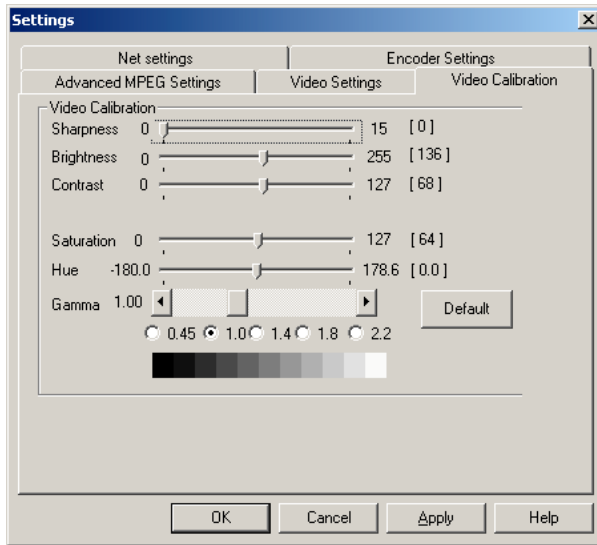 Settings
Net settings Encoder Settings
Advanced MPEG Settings Video Settings Video Calibration
Video Calibration
Sharpness 0 15 [ 0 ]
Brightness 0 255 [ 136 ]
Contrast 0 127 [ 68 ]
Saturation 0 127 [ 64 ]
Hue -180.0 178.6 [ 0.0 ]
Gamma 1.00 Default
0.45 1.0 1.4 1.8 2.2
OK Cancel Apply Help